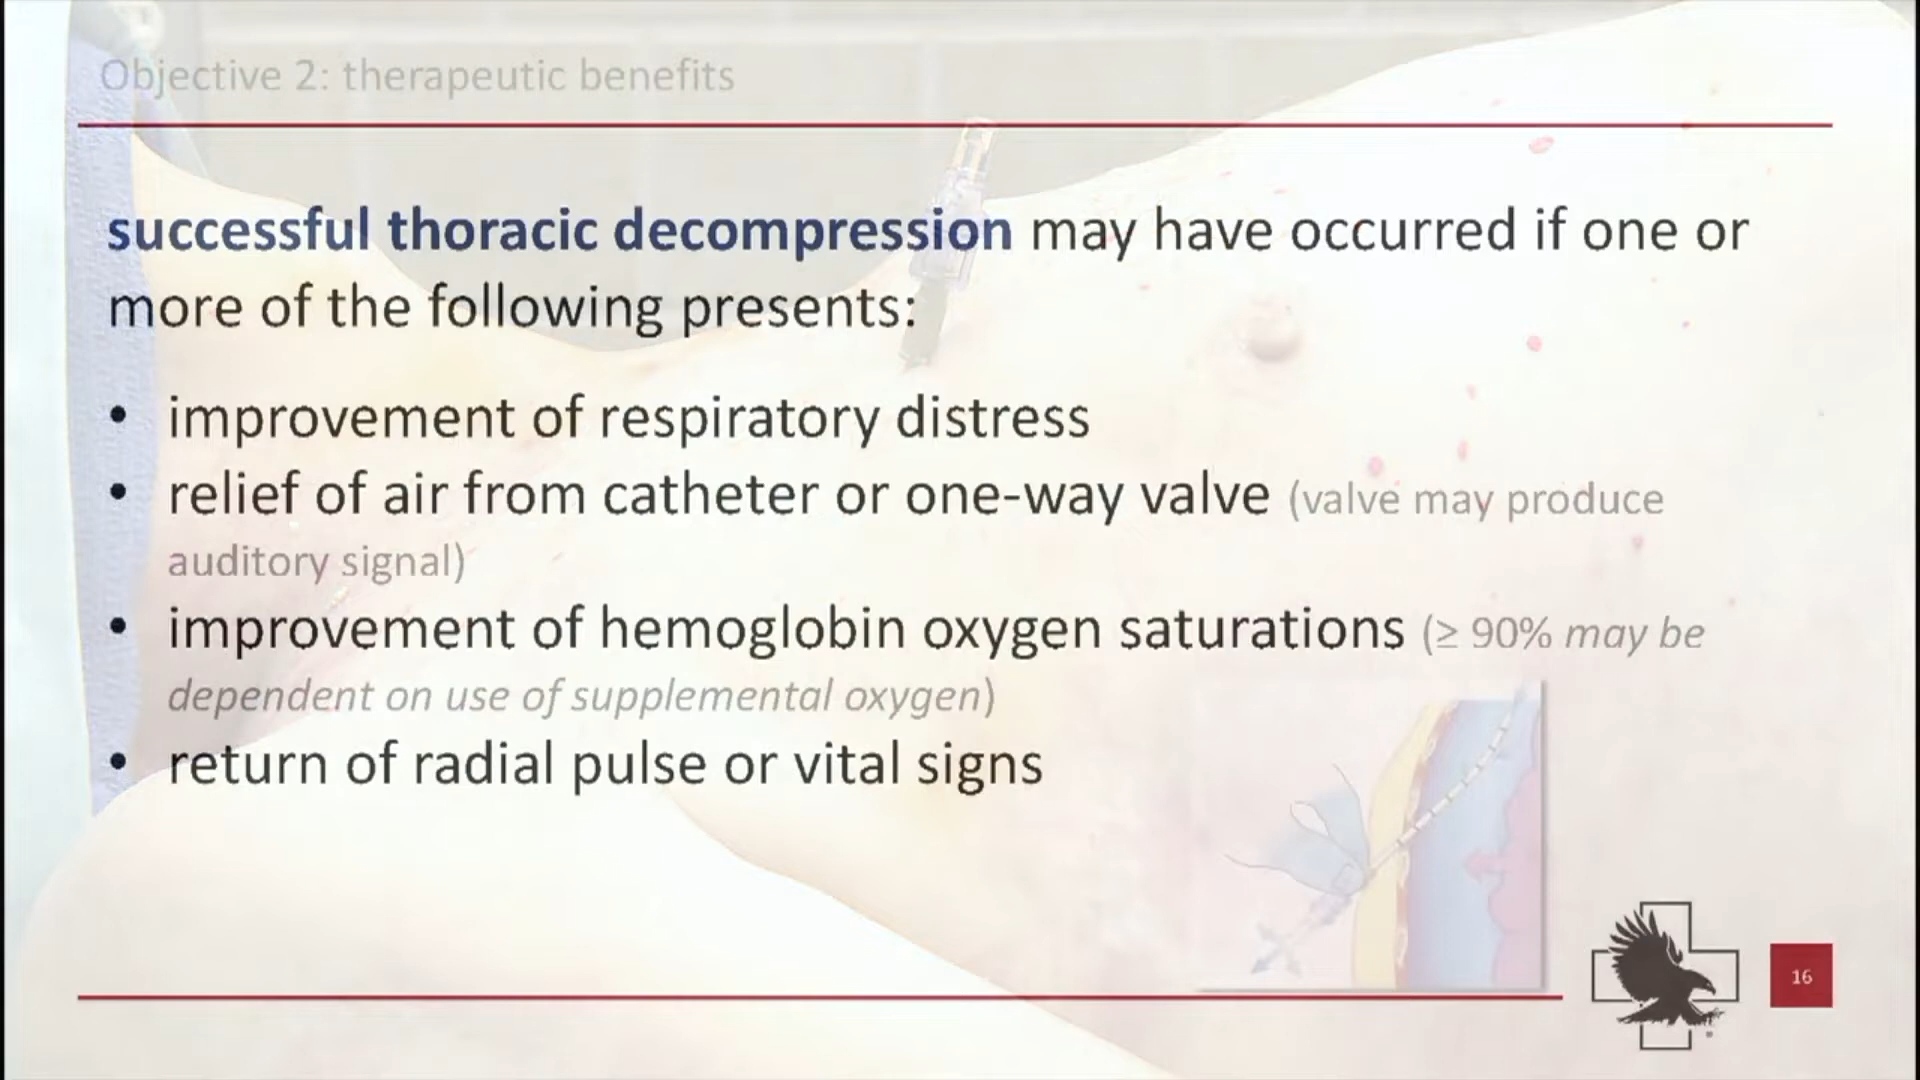 Objective 2: therapeutic benefits
successful thoracic decompression may have occurred if one or
more of the following presents:
• improvement of respiratory distress
• relief of air from catheter or one-way valve (valve may produce
auditory signal)
• improvement of hemoglobin oxygen saturations (≥ 90% may be
dependent on use of supplemental oxygen)
• return of radial pulse or vital signs
16